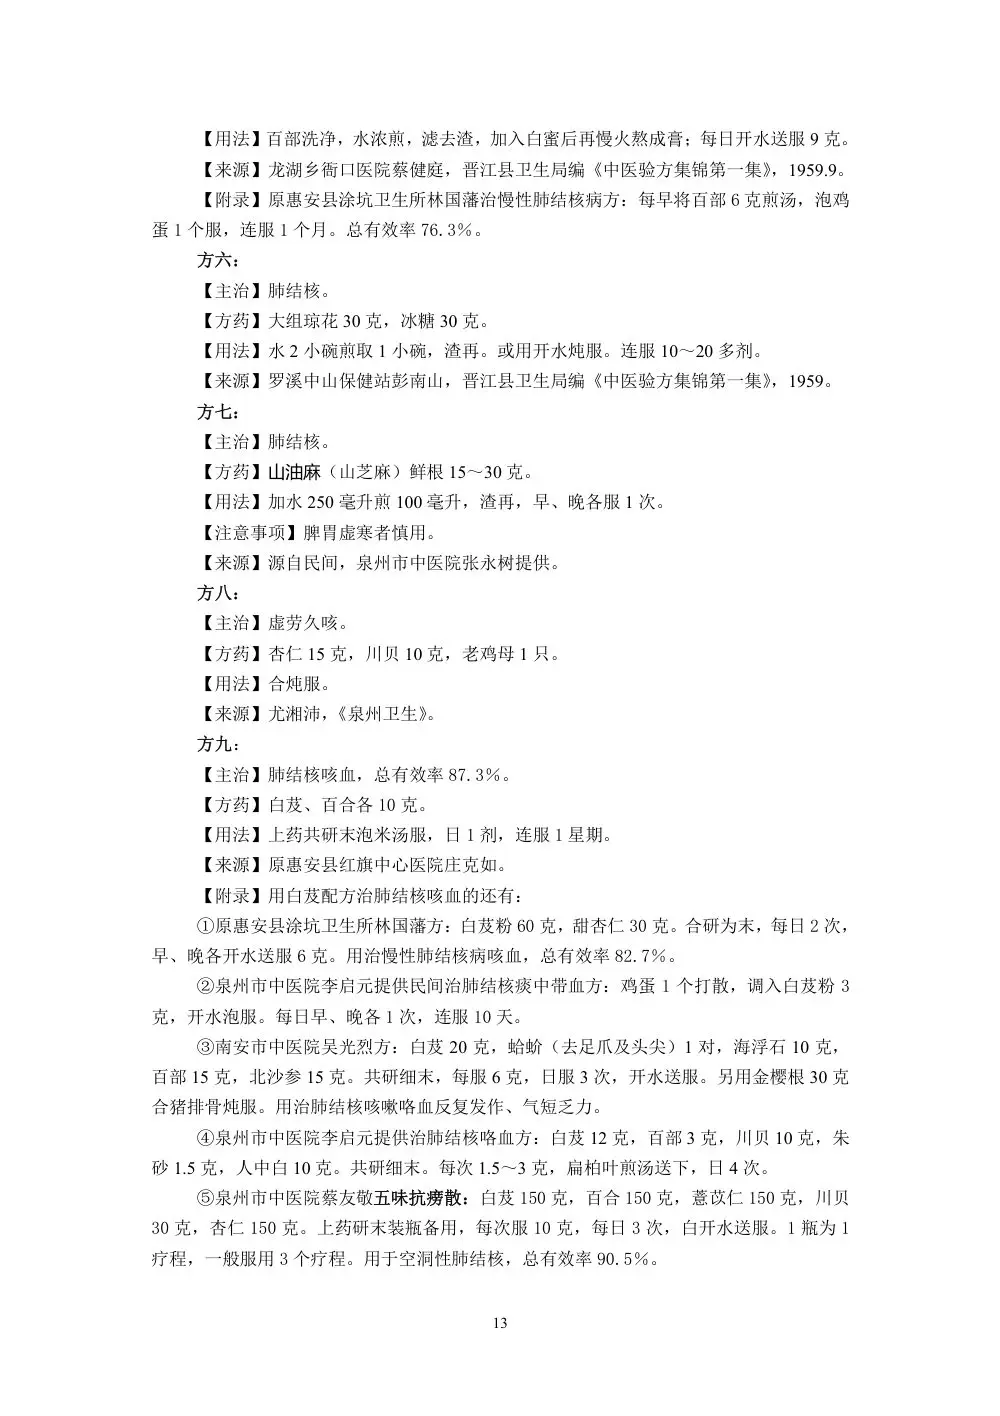 【用法】百部洗净，水浓煎，滤去渣，加入白蜜后再慢火熬成膏；每日开水送服 9 克。
【来源】龙湖乡衙口医院蔡健庭，晋江县卫生局编《中医验方集锦第一集》，1959.9。
【附录】原惠安县涂坑卫生所林国藩治慢性肺结核病方：每早将百部 6 克煎汤，泡鸡
蛋 1 个服，连服 1 个月。总有效率 76.3％。
方六：
【主治】肺结核。
【方药】大组琼花 30 克，冰糖 30 克。
【用法】水 2 小碗煎取 1 小碗，渣再。或用开水炖服。连服 10～20 多剂。
【来源】罗溪中山保健站彭南山，晋江县卫生局编《中医验方集锦第一集》，1959。
方七：
【主治】肺结核。
【方药】山油麻（山芝麻）鲜根 15～30 克。
【用法】加水 250 毫升煎 100 毫升，渣再，早、晚各服 1 次。
【注意事项】脾胃虚寒者慎用。
【来源】源自民间，泉州市中医院张永树提供。
方八：
【主治】虚劳久咳。
【方药】杏仁 15 克，川贝 10 克，老鸡母 1 只。
【用法】合炖服。
【来源】尤湘沛，《泉州卫生》。
方九：
【主治】肺结核咳血，总有效率 87.3％。
【方药】白芨、百合各 10 克。
【用法】上药共研末泡米汤服，日 1 剂，连服 1 星期。
【来源】原惠安县红旗中心医院庄克如。
【附录】用白芨配方治肺结核咳血的还有：
①原惠安县涂坑卫生所林国藩方：白芨粉 60 克，甜杏仁 30 克。合研为末，每日 2 次，
早、晚各开水送服 6 克。用治慢性肺结核病咳血，总有效率 82.7％。
②泉州市中医院李启元提供民间治肺结核痰中带血方：鸡蛋 1 个打散，调入白芨粉 3
克，开水泡服。每日早、晚各 1 次，连服 10 天。
③南安市中医院吴光烈方：白芨 20 克，蛤蚧（去足爪及头尖）1 对，海浮石 10 克，
百部 15 克，北沙参 15 克。共研细末，每服 6 克，日服 3 次，开水送服。另用金樱根 30 克
合猪排骨炖服。用治肺结核咳嗽咯血反复发作、气短乏力。
④泉州市中医院李启元提供治肺结核咯血方：白芨 12 克，百部 3 克，川贝 10 克，朱
砂 1.5 克，人中白 10 克。共研细末。每次 1.5～3 克，扁柏叶煎汤送下，日 4 次。
⑤泉州市中医院蔡友敬五味抗痨散：白芨 150 克，百合 150 克，薏苡仁 150 克，川贝
30 克，杏仁 150 克。上药研末装瓶备用，每次服 10 克，每日 3 次，白开水送服。1 瓶为 1
疗程，一般服用 3 个疗程。用于空洞性肺结核，总有效率 90.5％。
13